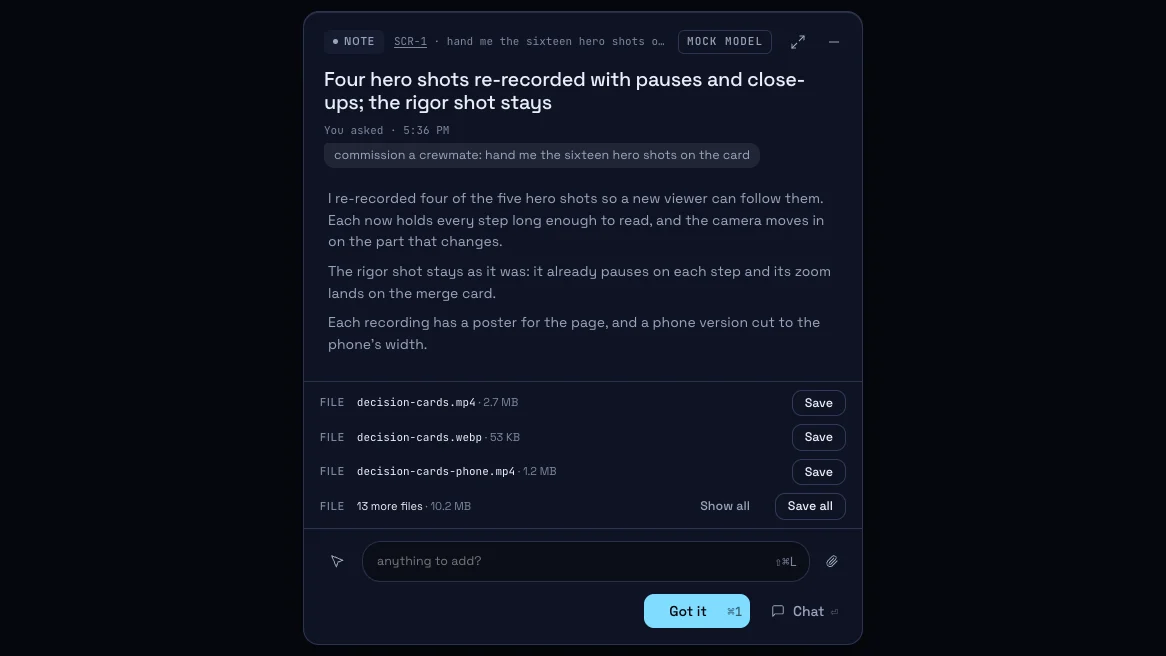 • NOTE SCR-1 · hand me the sixteen hero shots o… MOCK MODEL
Four hero shots re-recorded with pauses and close-
ups; the rigor shot stays
You asked · 5:36 PM
commission a crewmate: hand me the sixteen hero shots on the card
I re-recorded four of the five hero shots so a new viewer can follow them.
Each now holds every step long enough to read, and the camera moves in
on the part that changes.
The rigor shot stays as it was: it already pauses on each step and its zoom
lands on the merge card.
Each recording has a poster for the page, and a phone version cut to the
phone's width.
FILE decision-cards.mp4 · 2.7 MB Save
FILE decision-cards.webp · 53 KB Save
FILE decision-cards-phone.mp4 · 1.2 MB Save
FILE 13 more files · 10.2 MB Show all Save all
anything to add? ⇧⌘L
Got it ⌘1 Chat ⏎